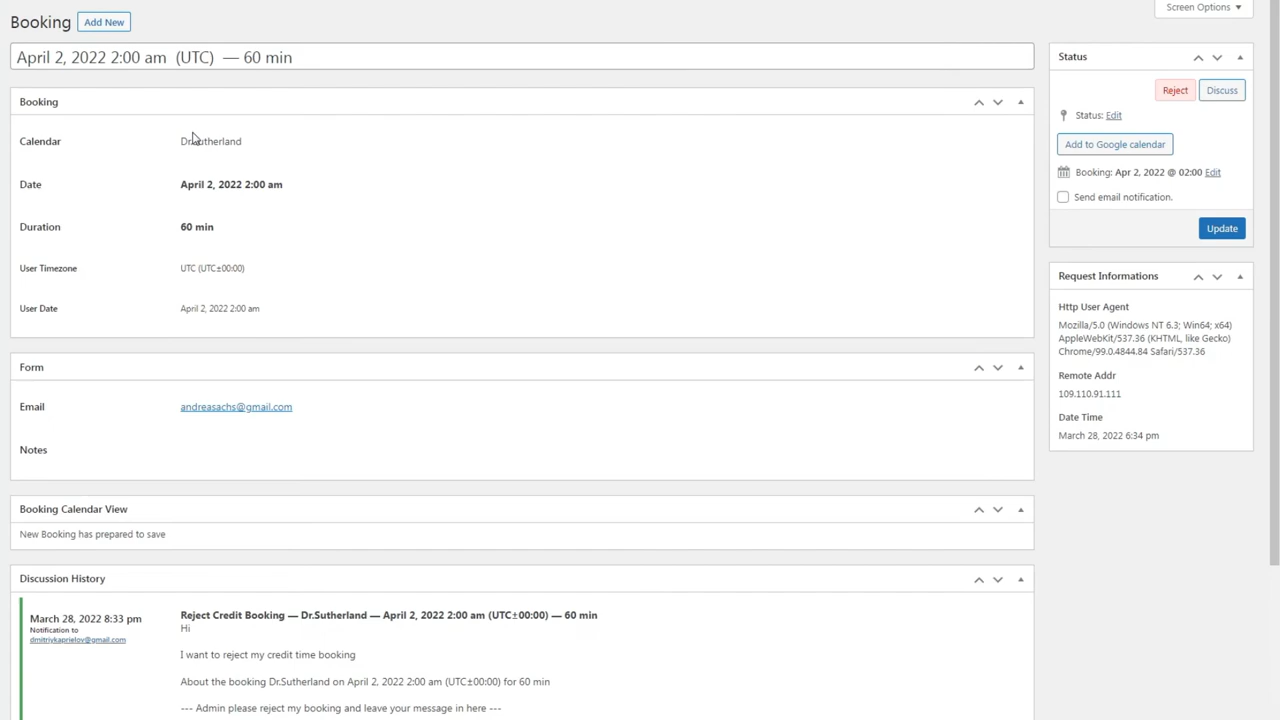 Screen Options
Booking Add New
April 2, 2022 2:00 am (UTC) — 60 min
Booking
Calendar Dr.Sutherland
Date April 2, 2022 2:00 am
Duration 60 min
User Timezone UTC (UTC±00:00)
User Date April 2, 2022 2:00 am
Form
Email andreasachs@gmail.com
Notes
Booking Calendar View
New Booking has prepared to save
Discussion History
March 28, 2022 8:33 pm
Notification to
dmitriykaprielov@gmail.com
Reject Credit Booking — Dr.Sutherland — April 2, 2022 2:00 am (UTC±00:00) — 60 min
Hi
I want to reject my credit time booking
About the booking Dr.Sutherland on April 2, 2022 2:00 am (UTC±00:00) for 60 min
--- Admin please reject my booking and leave your message in here ---
Status
Reject Discuss
Status: Edit
Add to Google calendar
Booking: Apr 2, 2022 @ 02:00 Edit
Send email notification.
Update
Request Informations
Http User Agent
Mozilla/5.0 (Windows NT 6.3; Win64; x64)
AppleWebKit/537.36 (KHTML, like Gecko)
Chrome/99.0.4844.84 Safari/537.36
Remote Addr
109.110.91.111
Date Time
March 28, 2022 6:34 pm